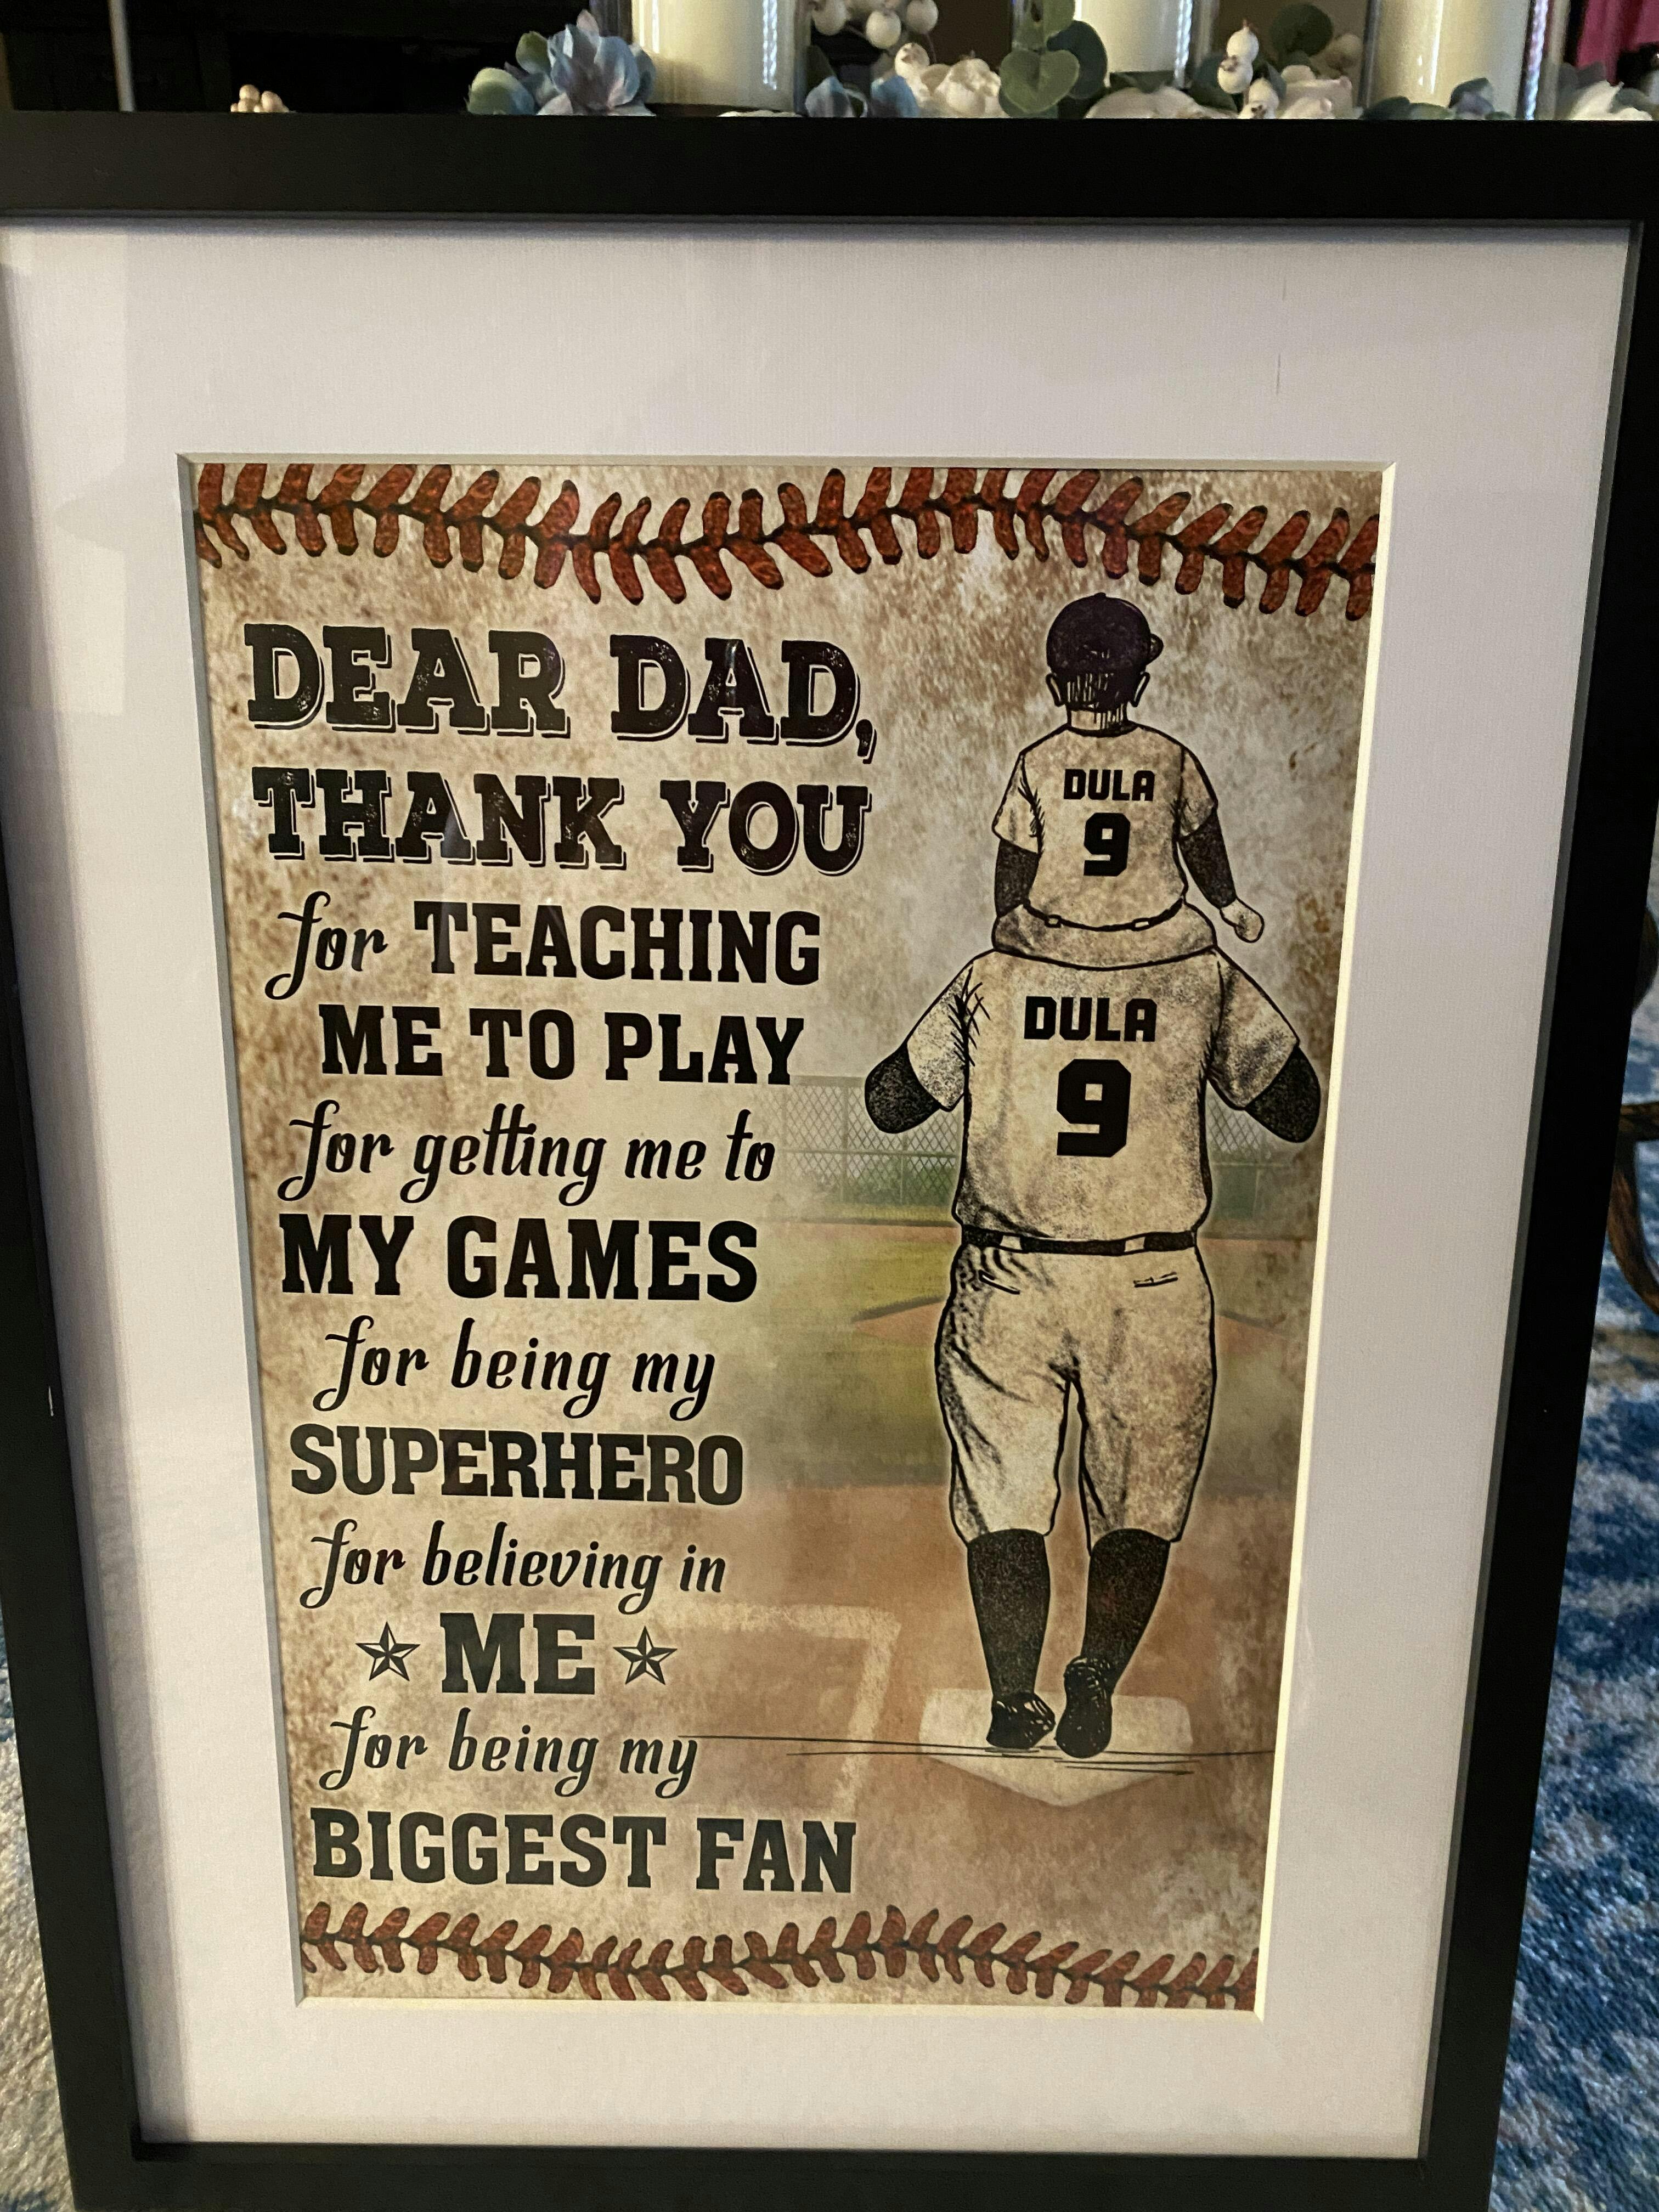 DEAR DAD,
THANK YOU
for TEACHING
ME TO PLAY
for getting me to
MY GAMES
for being my
SUPERHERO
for believing in
ME
for being my
BIGGEST FAN
DULA
9
DULA
9